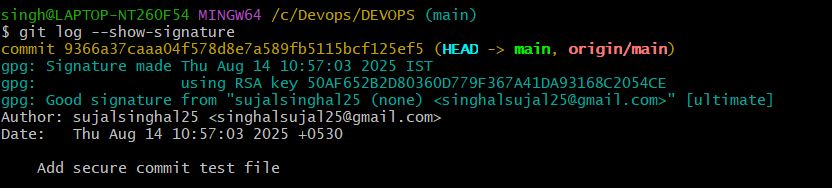 singh@LAPTOP-NT26OF54 MINGW64 /c/Devops/DEVOPS (main)
$ git log --show-signature
commit 9366a37caaa04f578d8e7a589fb5115bcf125ef5 (HEAD -> main, origin/main)
gpg: Signature made Thu Aug 14 10:57:03 2025 IST
gpg:                using RSA key 50AF652B2D80360D779F367A41DA93168C2054CE
gpg: Good signature from "sujalsinghal25 (none) <singhalsujal25@gmail.com>" [ultimate]
Author: sujalsinghal25 <singhalsujal25@gmail.com>
Date:   Thu Aug 14 10:57:03 2025 +0530

    Add secure commit test file